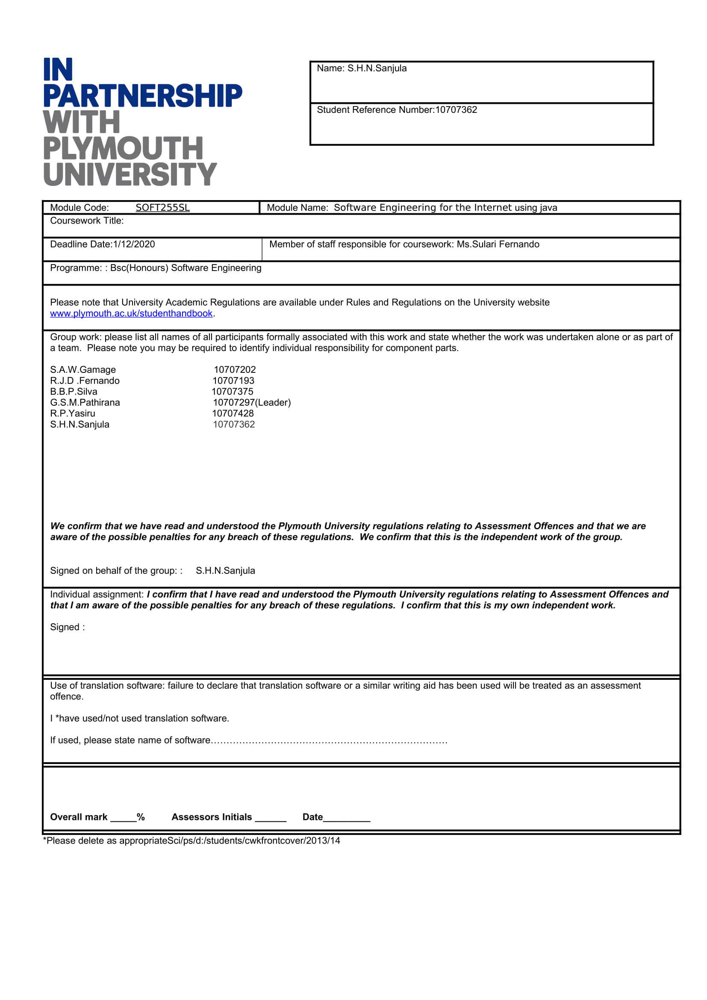 IN
PARTNERSHIP
WITH
PLYMOUTH
UNIVERSITY
Name: S.H.N.Sanjula
Student Reference Number:10707362
Module Code: SOFT255SL Module Name: Software Engineering for the Internet using java
Coursework Title:
Deadline Date:1/12/2020 Member of staff responsible for coursework: Ms.Sulari Fernando
Programme: : Bsc(Honours) Software Engineering
Please note that University Academic Regulations are available under Rules and Regulations on the University website
www.plymouth.ac.uk/studenthandbook.
Group work: please list all names of all participants formally associated with this work and state whether the work was undertaken alone or as part of
a team.  Please note you may be required to identify individual responsibility for component parts.
S.A.W.Gamage 10707202
R.J.D .Fernando 10707193
B.B.P.Silva 10707375
G.S.M.Pathirana 10707297(Leader)
R.P.Yasiru 10707428
S.H.N.Sanjula 10707362
We confirm that we have read and understood the Plymouth University regulations relating to Assessment Offences and that we are
aware of the possible penalties for any breach of these regulations.  We confirm that this is the independent work of the group.
Signed on behalf of the group: : S.H.N.Sanjula
Individual assignment: I confirm that I have read and understood the Plymouth University regulations relating to Assessment Offences and
that I am aware of the possible penalties for any breach of these regulations.  I confirm that this is my own independent work.
Signed :
Use of translation software: failure to declare that translation software or a similar writing aid has been used will be treated as an assessment
offence.
I *have used/not used translation software.
If used, please state name of software…………………………………………………………………
Overall mark _____% Assessors Initials ______ Date_________
*Please delete as appropriateSci/ps/d:/students/cwkfrontcover/2013/14